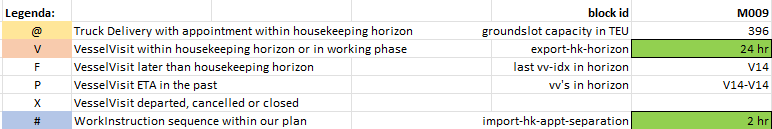 Legenda: block id M009
@ Truck Delivery with appointment within housekeeping horizon groundslot capacity in TEU 396
V VesselVisit within housekeeping horizon or in working phase export-hk-horizon 24 hr
F VesselVisit later than housekeeping horizon last vv-idx in horizon V14
P VesselVisit ETA in the past vv's in horizon V14-V14
X VesselVisit departed, cancelled or closed
# WorkInstruction sequence within our plan import-hk-appt-separation 2 hr